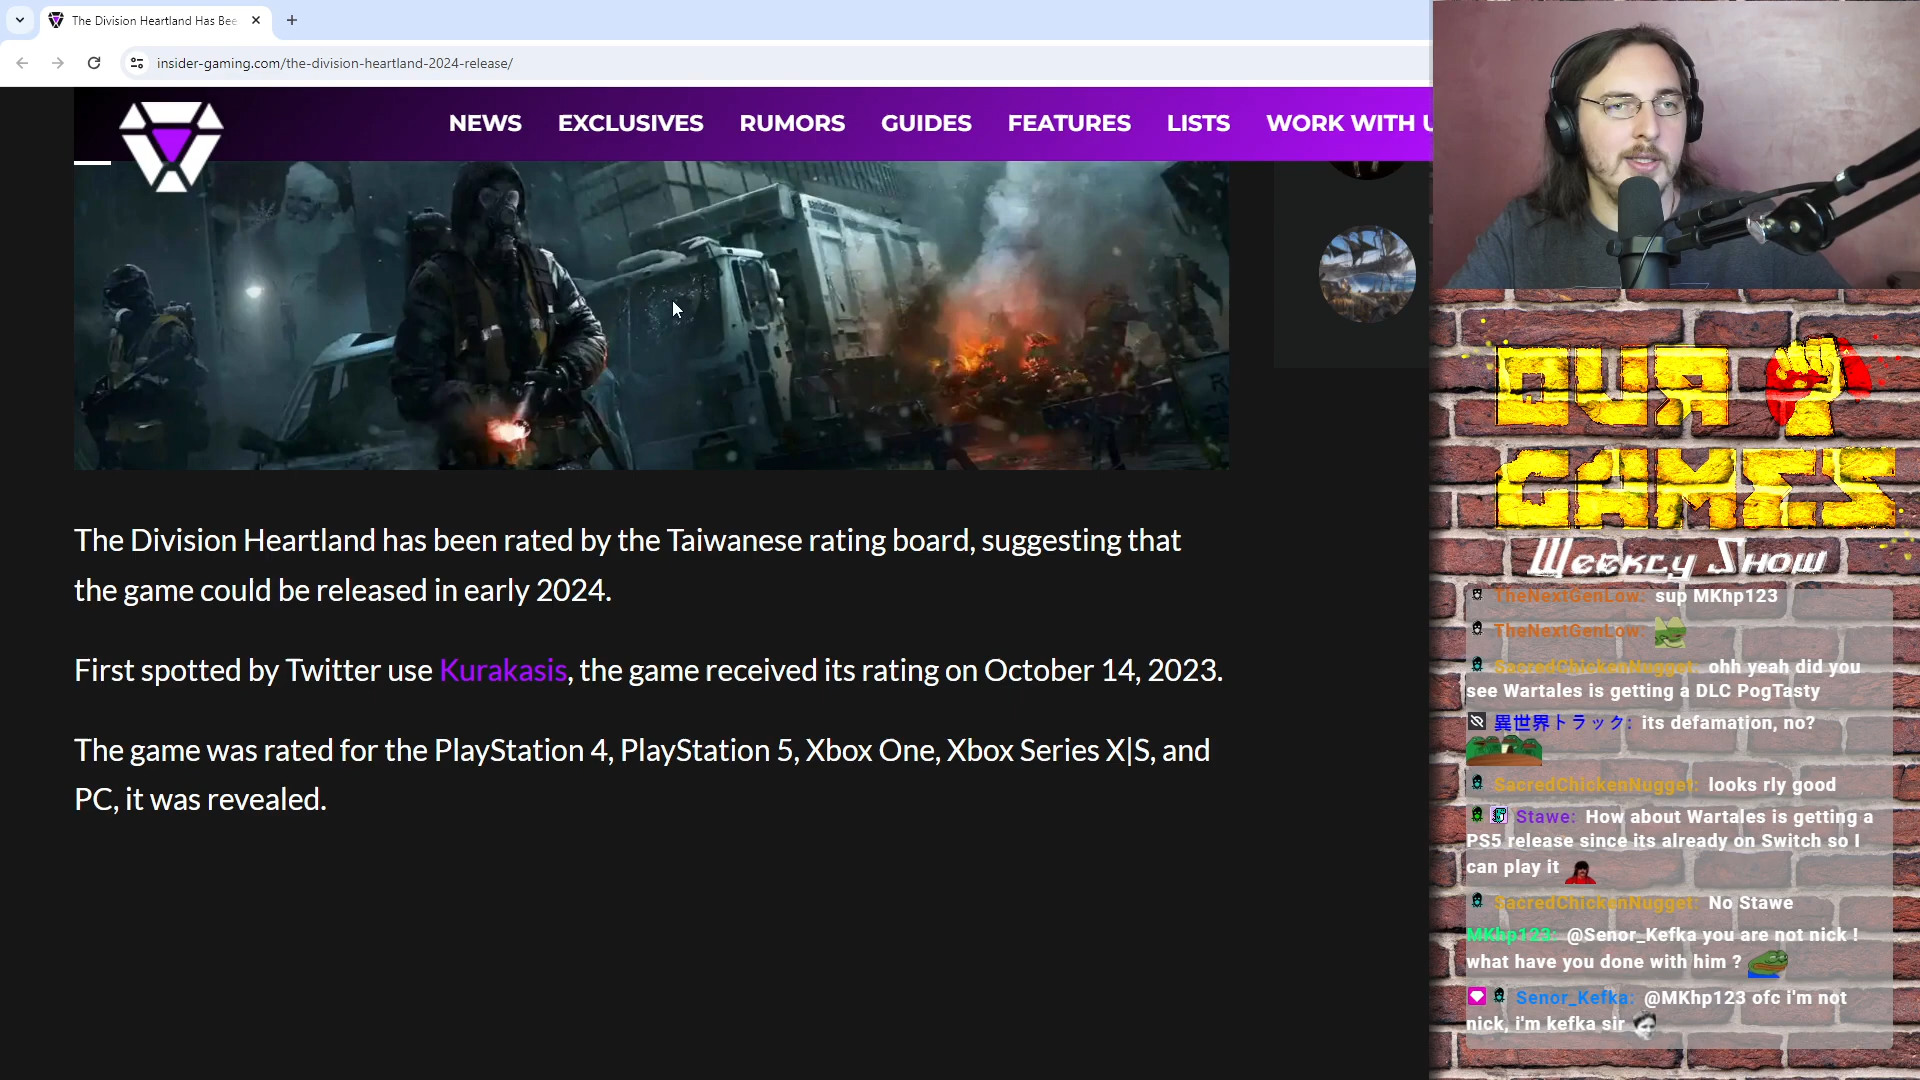 The Division Heartland Has Bee
insider-gaming.com/the-division-heartland-2024-release/
NEWS EXCLUSIVES RUMORS GUIDES FEATURES LISTS WORK WITH U
The Division Heartland has been rated by the Taiwanese rating board, suggesting that
the game could be released in early 2024.
First spotted by Twitter use Kurakasis, the game received its rating on October 14, 2023.
The game was rated for the PlayStation 4, PlayStation 5, Xbox One, Xbox Series X|S, and
PC, it was revealed.
OUR
GAMES
Weekly Show
TheNextGenLow: sup MKhp123
TheNextGenLow:
SacredChickenNugget: ohh yeah did you
see Wartales is getting a DLC PogTasty
異世界トラック: its defamation, no?
SacredChickenNugget: looks rly good
Stawe: How about Wartales is getting a
PS5 release since its already on Switch so I
can play it
SacredChickenNugget: No Stawe
MKhp123: @Senor_Kefka you are not nick !
what have you done with him ?
Senor_Kefka: @MKhp123 ofc i'm not
nick, i'm kefka sir